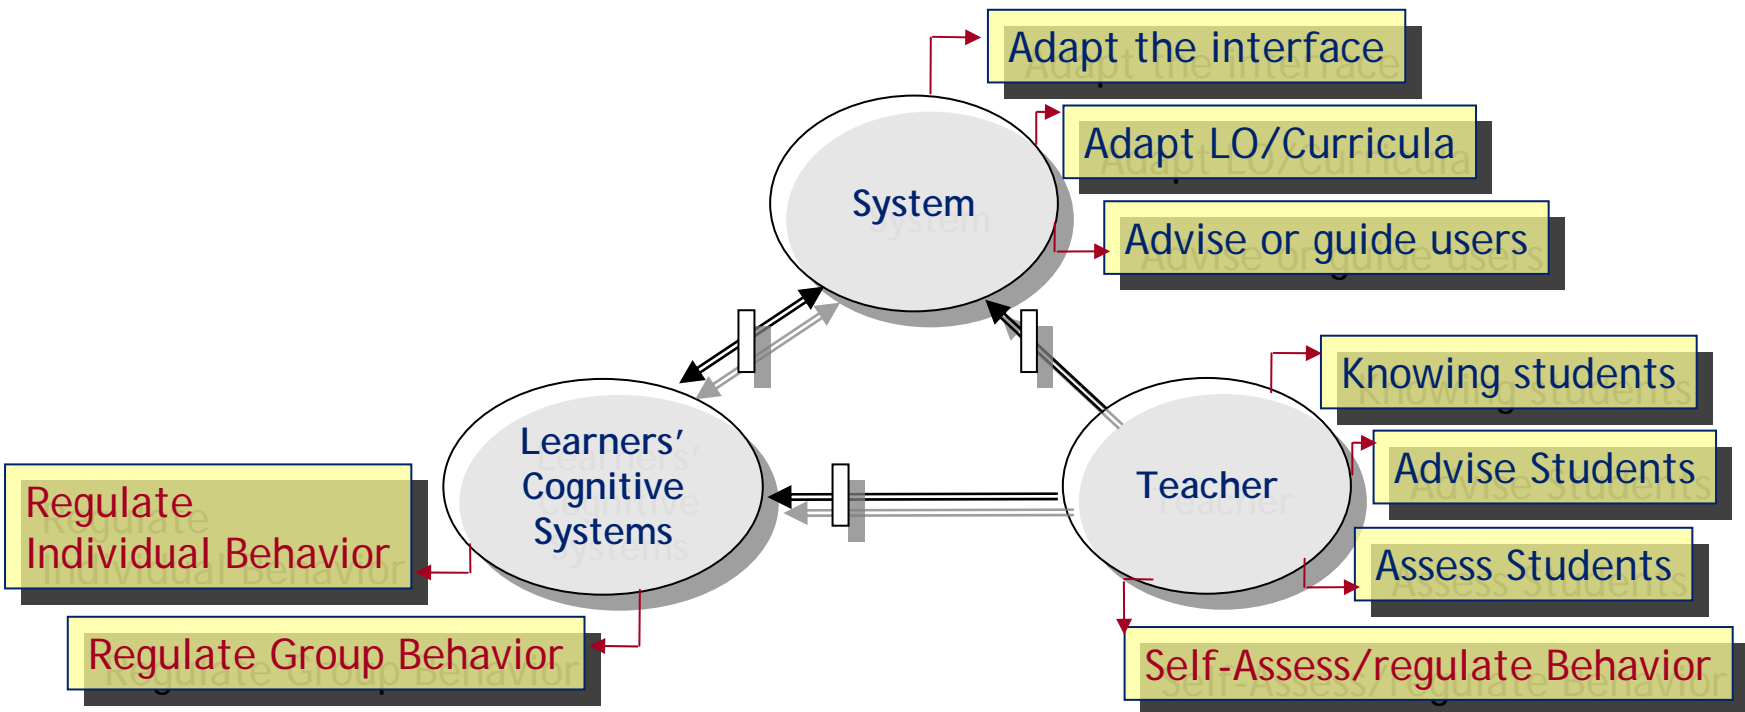 Adapt the interface
Adapt LO/Curricula
System
Advise or guide users
Knowing students
Learners’
Cognitive
Systems
Teacher
Advise Students
Regulate
Individual Behavior
Assess Students
Regulate Group Behavior
Self-Assess/regulate Behavior